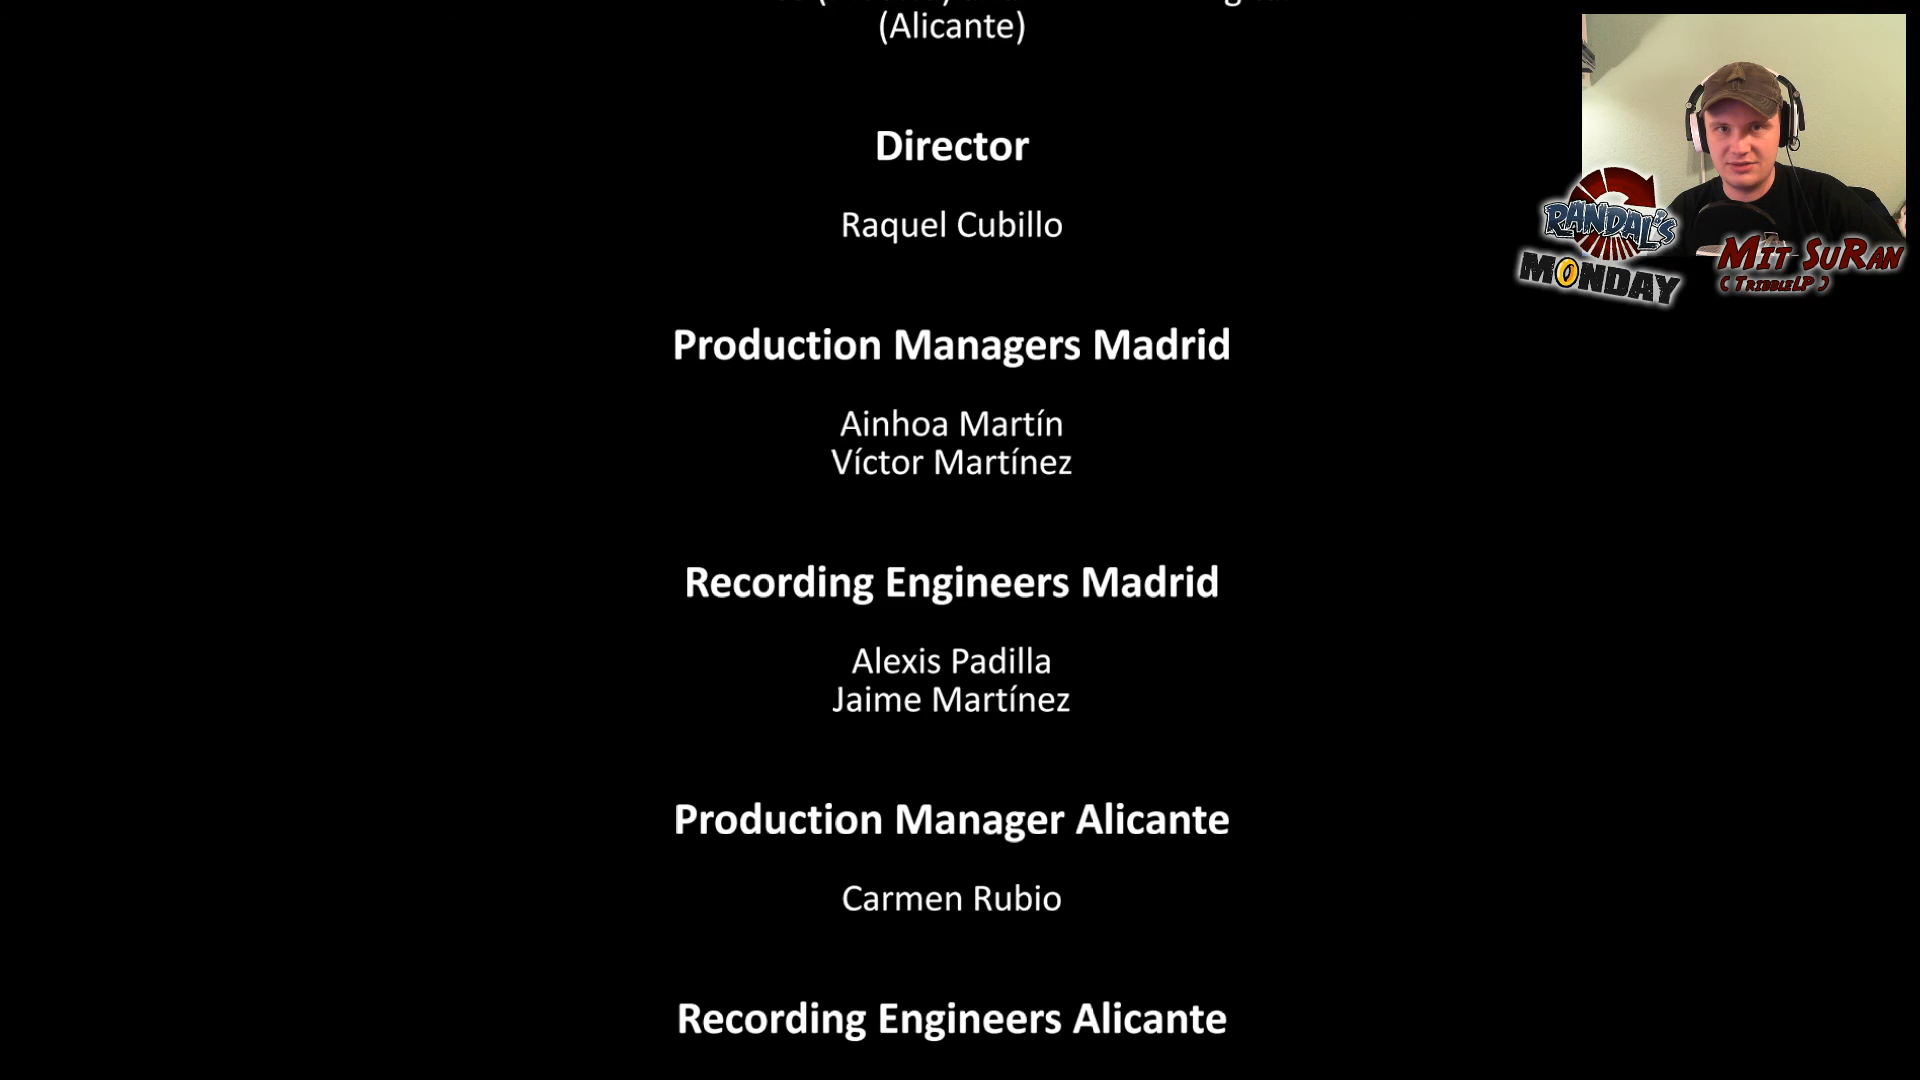 (Alicante)
Director
Raquel Cubillo
Production Managers Madrid
Ainhoa Martín
Víctor Martínez
Recording Engineers Madrid
Alexis Padilla
Jaime Martínez
Production Manager Alicante
Carmen Rubio
Recording Engineers Alicante
RANDAL'S
MONDAY
MIT SURAN
(TRIBBLELP)